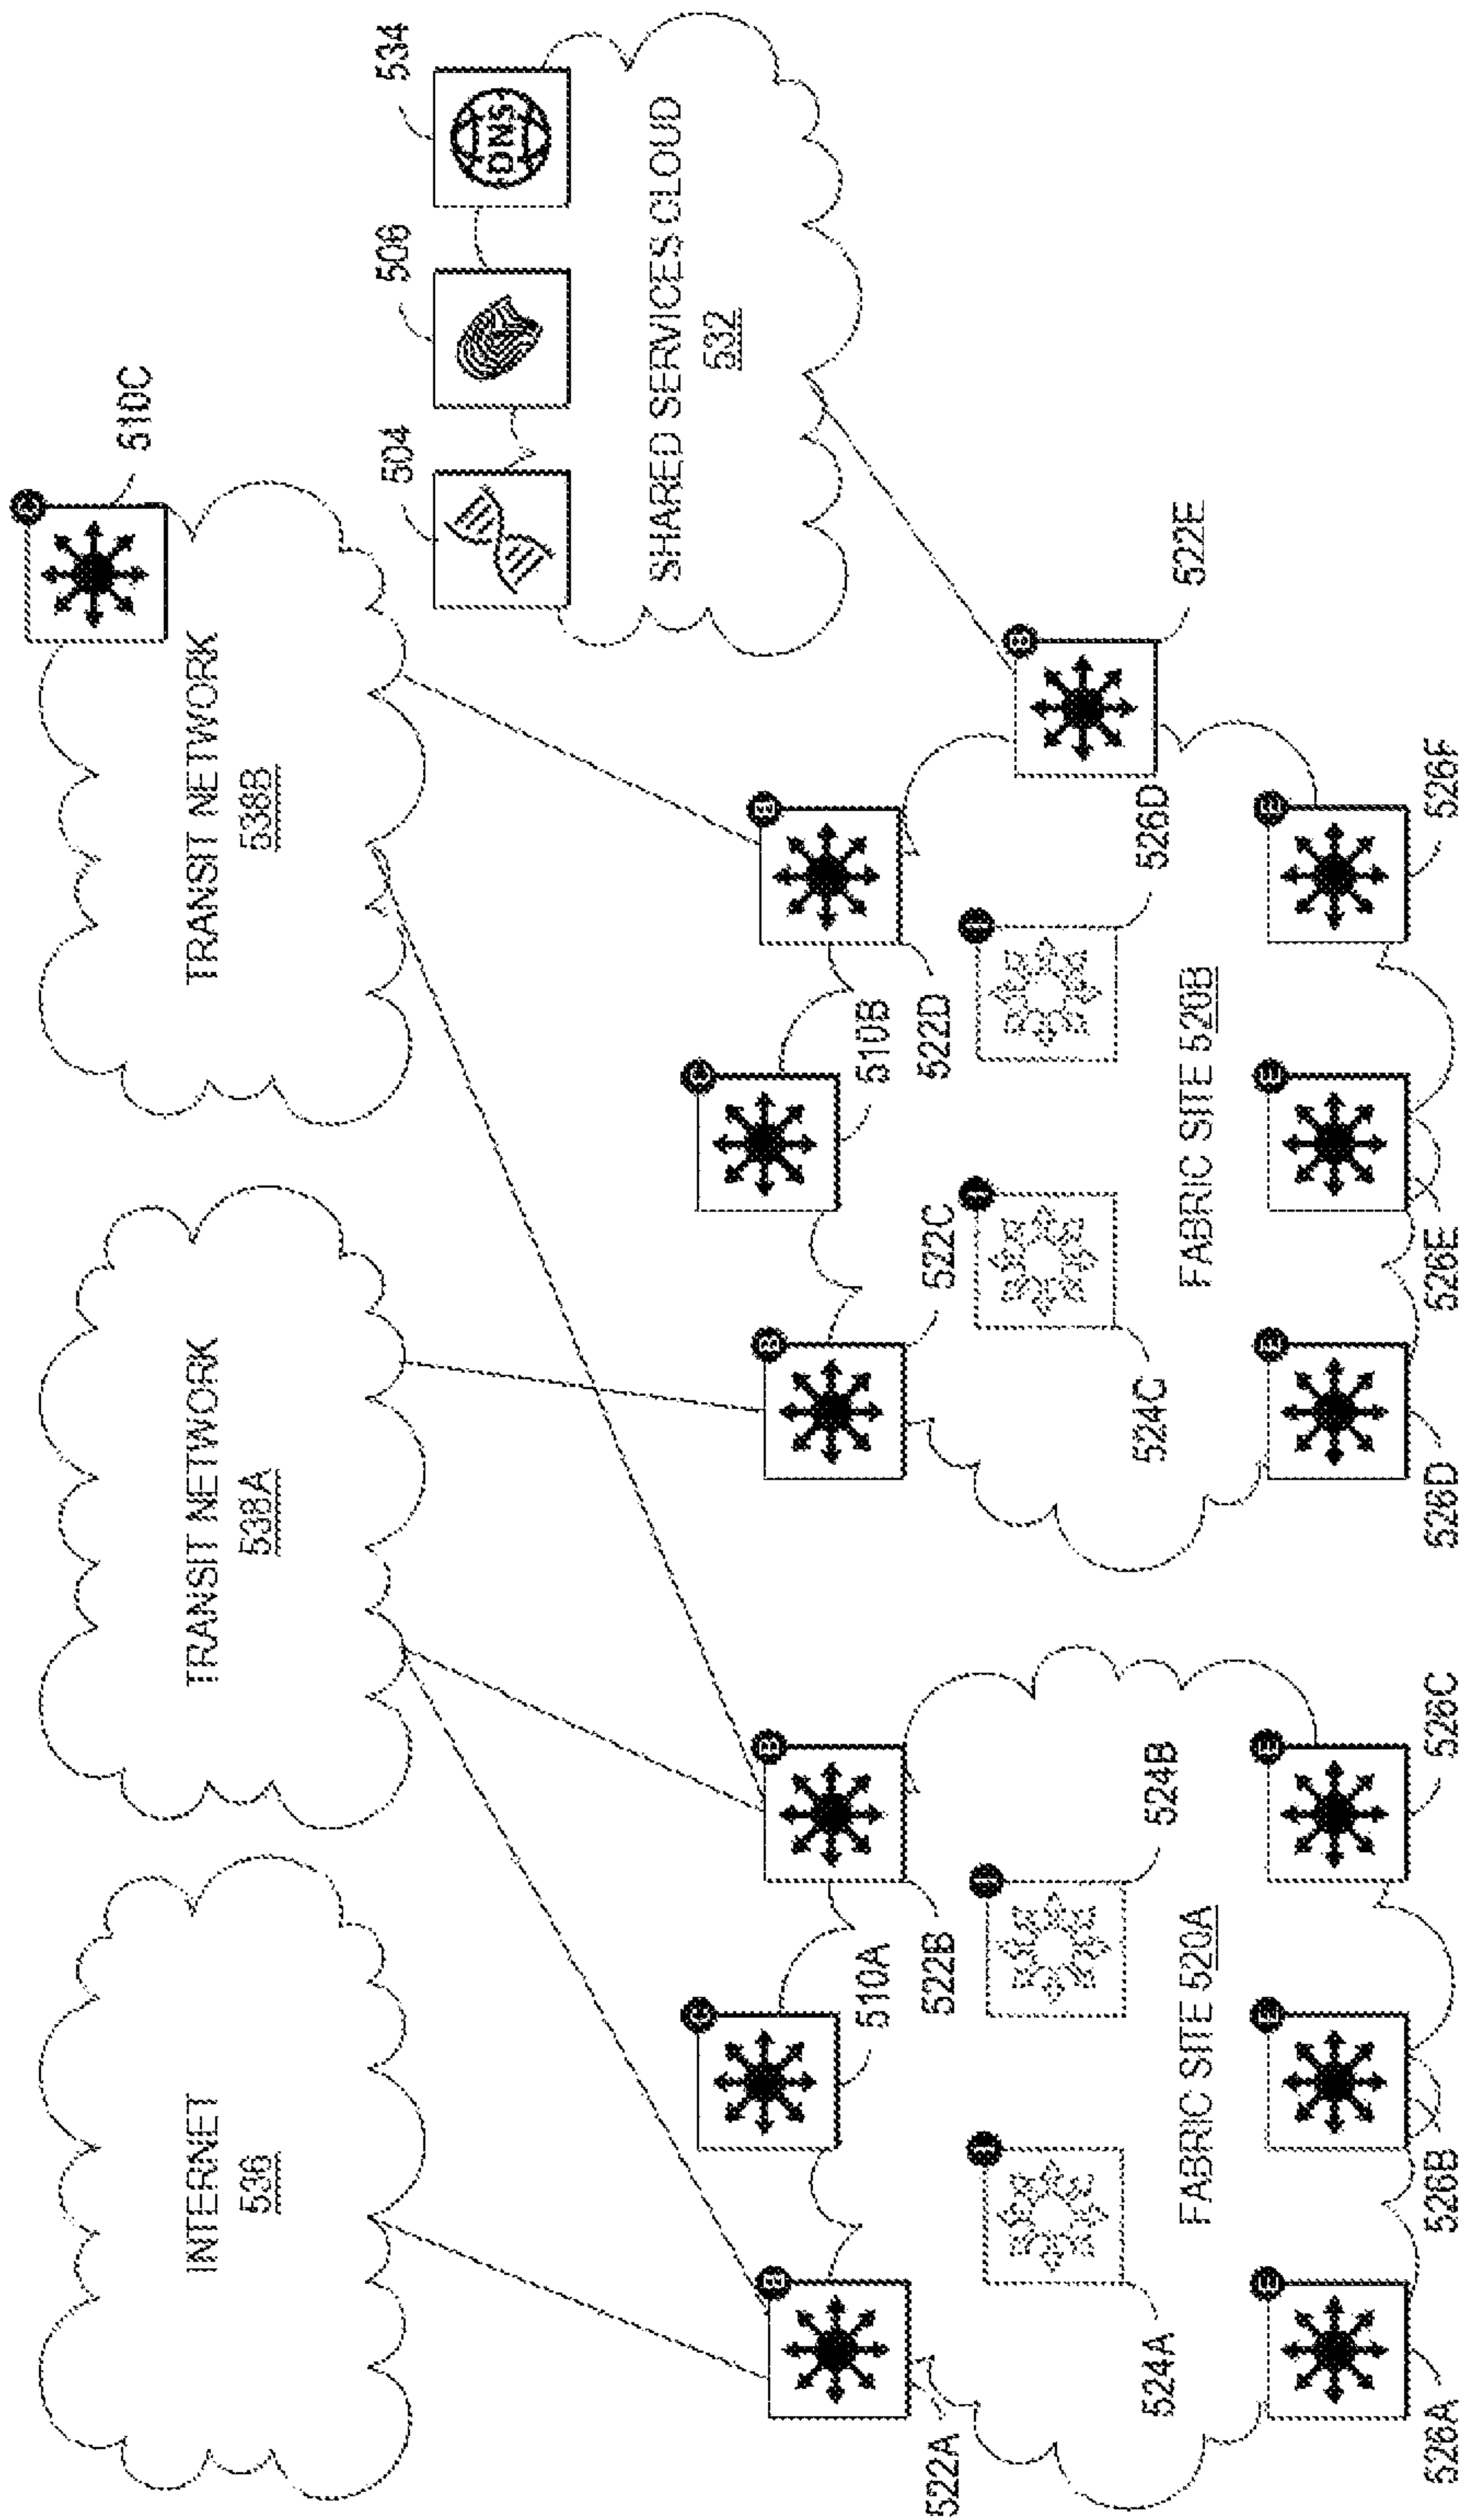 INTERNET
536
TRANSIT NETWORK
538A
TRANSIT NETWORK
538B
510C
504
506
534
DNS
SHARED SERVICES CLOUD
532
522A
510A
522B
524A
524B
FABRIC SITE 520A
526A
526B
526C
522C
510B
522D
522E
524C
526D
FABRIC SITE 520B
526D
526E
526F